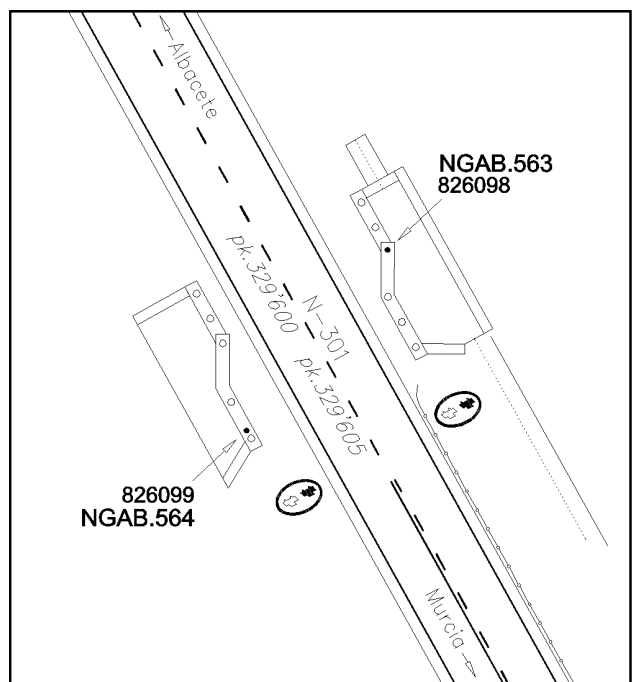 Albacete
NGAB.563
826098
pk.329'600
N-301
pk.329'605
826099
NGAB.564
Murcia